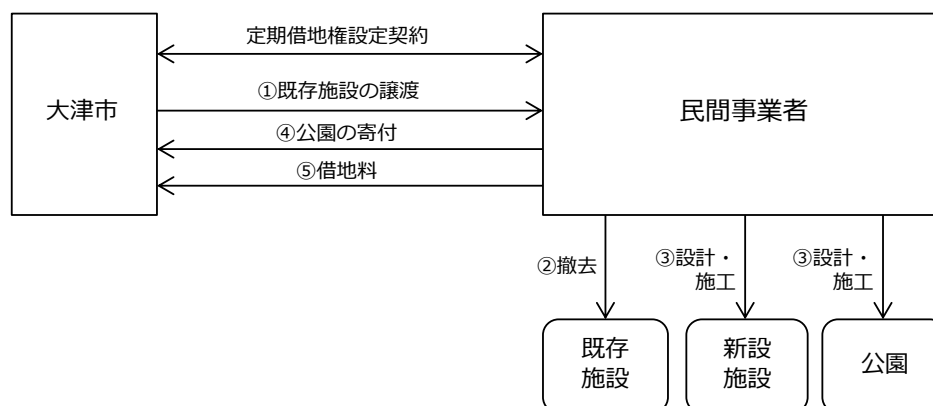 定期借地権設定契約
大津市
①既存施設の譲渡
民間事業者
④公園の寄付
⑤借地料
②撤去
③設計・
施工
③設計・
施工
既存
施設
新設
施設
公園